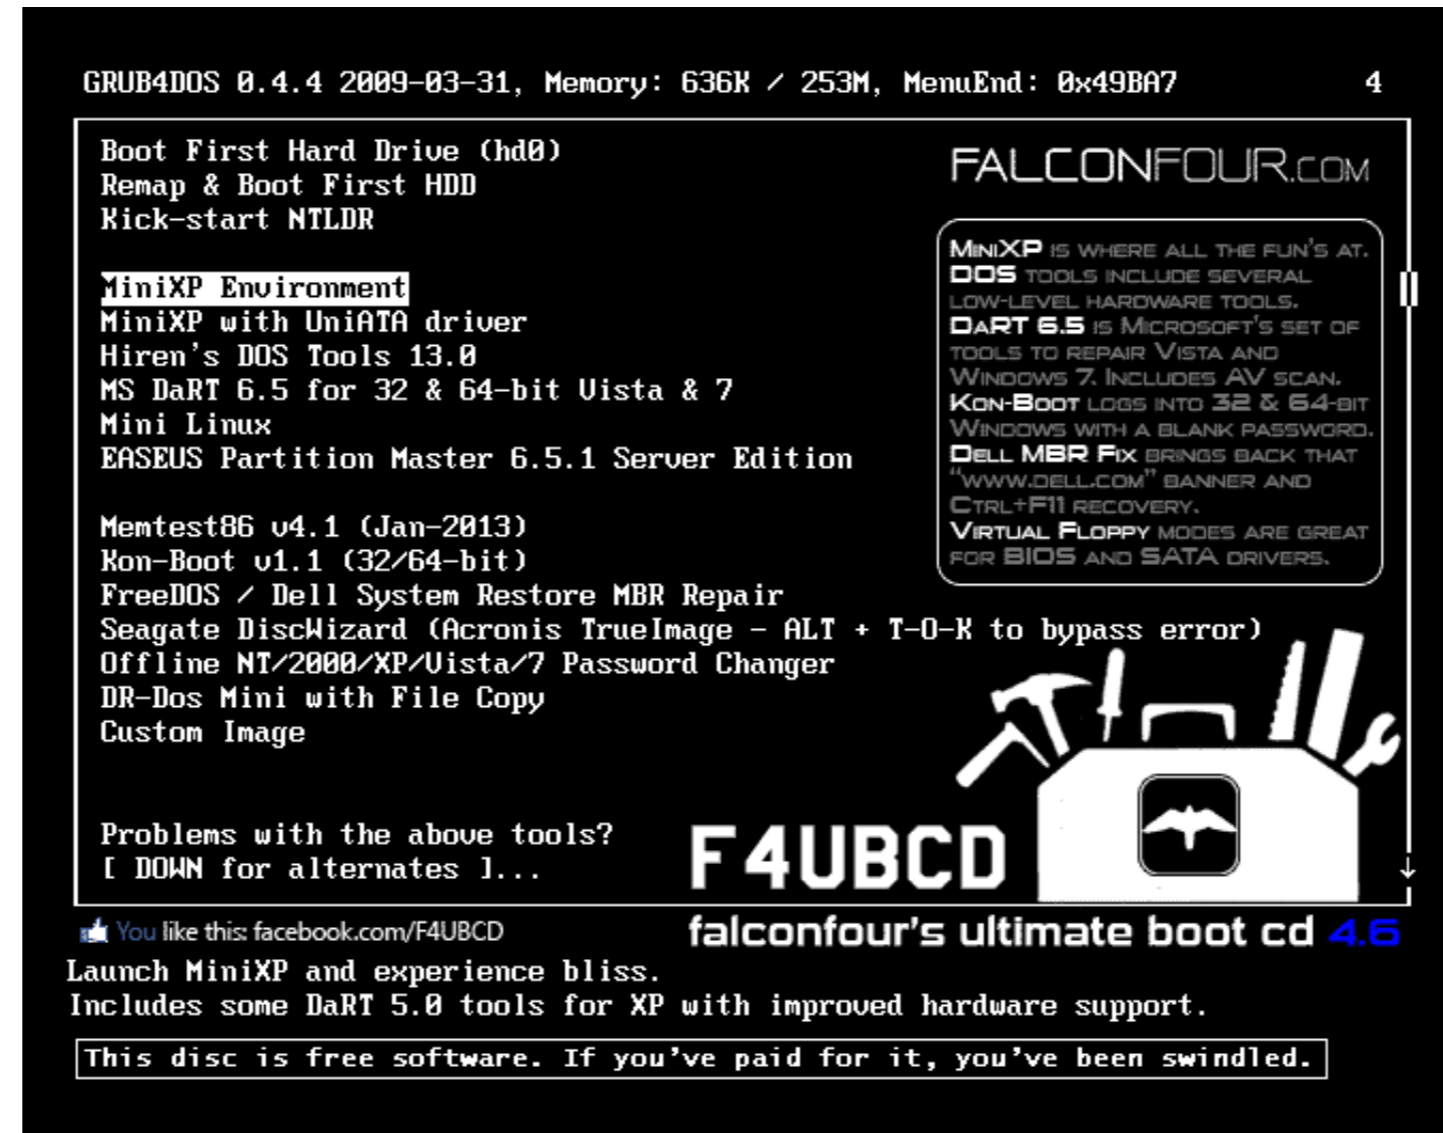 GRUB4DOS 0.4.4 2009-03-31, Memory: 636K / 253M, MenuEnd: 0x49BA7 4
Boot First Hard Drive (hd0)
Remap & Boot First HDD
Kick-start NTLDR
MiniXP Environment
MiniXP with UniATA driver
Hiren's DOS Tools 13.0
MS DaRT 6.5 for 32 & 64-bit Vista & 7
Mini Linux
EASEUS Partition Master 6.5.1 Server Edition
Memtest86 v4.1 (Jan-2013)
Kon-Boot v1.1 (32/64-bit)
FreeDOS / Dell System Restore MBR Repair
Seagate DiscWizard (Acronis TrueImage - ALT + T-O-K to bypass error)
Offline NT/2000/XP/Vista/7 Password Changer
DR-Dos Mini with File Copy
Custom Image
Problems with the above tools?
[ DOWN for alternates ]...
FALCONFOUR.COM
MINIXP IS WHERE ALL THE FUN'S AT.
DOS TOOLS INCLUDE SEVERAL
LOW-LEVEL HARDWARE TOOLS.
DART 6.5 IS MICROSOFT'S SET OF
TOOLS TO REPAIR VISTA AND
WINDOWS 7. INCLUDES AV SCAN.
KON-BOOT LOGS INTO 32 & 64-BIT
WINDOWS WITH A BLANK PASSWORD.
DELL MBR FIX BRINGS BACK THAT
"WWW.DELL.COM" BANNER AND
CTRL+F11 RECOVERY.
VIRTUAL FLOPPY MODES ARE GREAT
FOR BIOS AND SATA DRIVERS.
F4UBCD
falconfour's ultimate boot cd 4.6
You like this: facebook.com/F4UBCD
Launch MiniXP and experience bliss.
Includes some DaRT 5.0 tools for XP with improved hardware support.
This disc is free software. If you've paid for it, you've been swindled.